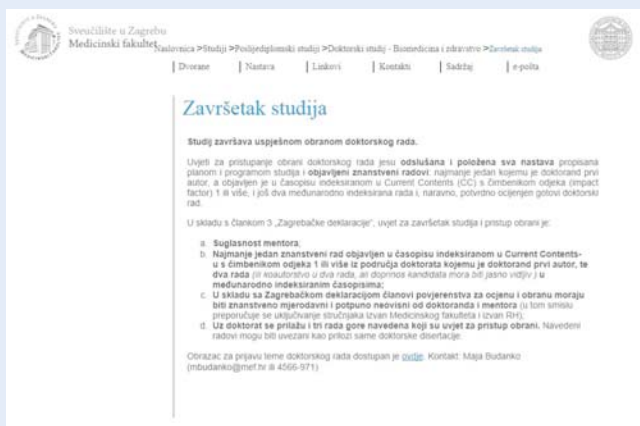 Sveučilište u Zagrebu
Medicinski fakultet
Naslovnica >Studiji >Poslijediplomski studiji >Doktorski studij - Biomedicina i zdravstvo >Završetak studija
Dvorane | Nastava | Linkovi | Kontakti | Sadržaj | e-pošta
Završetak studija
Studij završava uspješnom obranom doktorskog rada.
Uvjeti za pristupanje obrani doktorskog rada jesu odslušana i položena sva nastava propisana
planom i programom studija i objavljeni znanstveni radovi: najmanje jedan kojemu je doktorand prvi
autor, a objavljen je u časopisu indeksiranom u Current Contents (CC) s čimbenikom odjeka (impact
factor) 1 ili više, i još dva međunarodno indeksirana rada i, naravno, potvrdno ocijenjen gotovi doktorski
rad.
U skladu s člankom 3 „Zagrebačke deklaracije", uvjet za završetak studija i pristup obrani je:
a. Suglasnost mentora;
b. Najmanje jedan znanstveni rad objavljen u časopisu indeksiranom u Current Contents-
u s čimbenikom odjeka 1 ili više iz područja doktorata kojemu je doktorand prvi autor, te
dva rada (ili koautorstvo u dva rada, ali doprinos kandidata mora biti jasno vidljiv ) u
međunarodno indeksiranim časopisima;
c. U skladu sa Zagrebačkom deklaracijom članovi povjerenstva za ocjenu i obranu moraju
biti znanstveno mjerodavni i potpuno neovisni od doktoranda i mentora (u tom smislu
preporučuje se uključivanje stručnjaka izvan Medicinskog fakulteta i izvan RH);
d. Uz doktorat se prilažu i tri rada gore navedena koji su uvjet za pristup obrani. Navedeni
radovi mogu biti uvezani kao prilozi same doktorske disertacije.
Obrazac za prijavu teme doktorskog rada dostupan je ovdje. Kontakt: Maja Budanko
(mbudanko@mef.hr ili 4566-971)